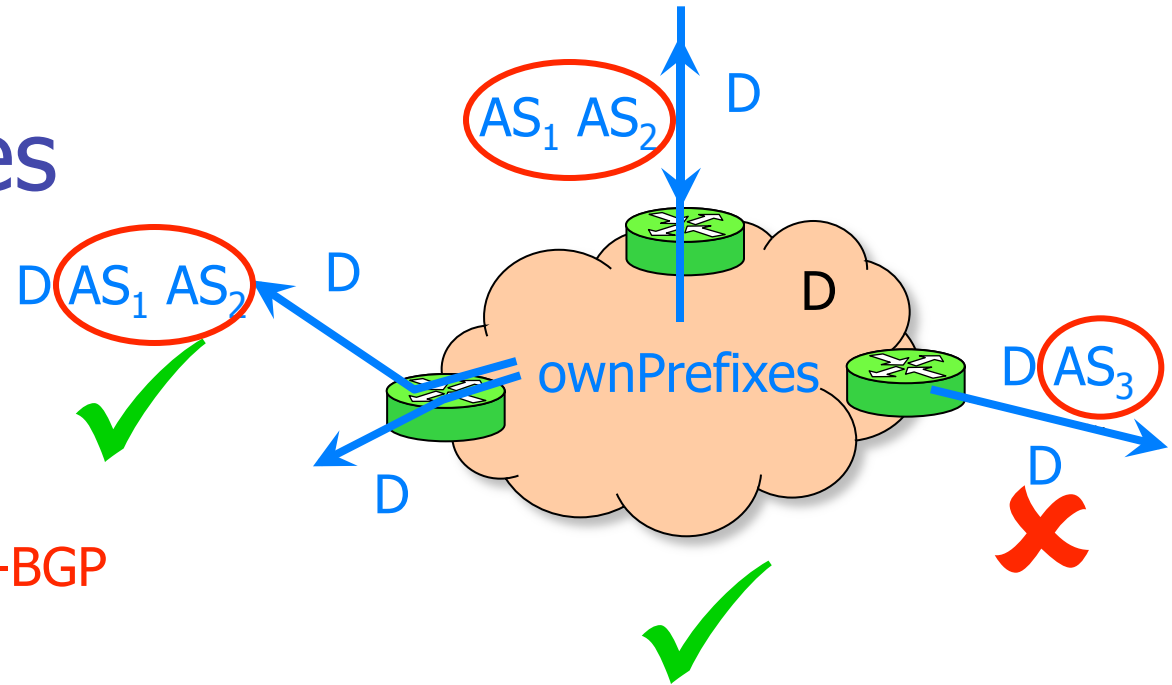 D
AS1 AS2
es
D
D AS1 AS2
D
D AS3
ownPrefixes
D
D
-BGP